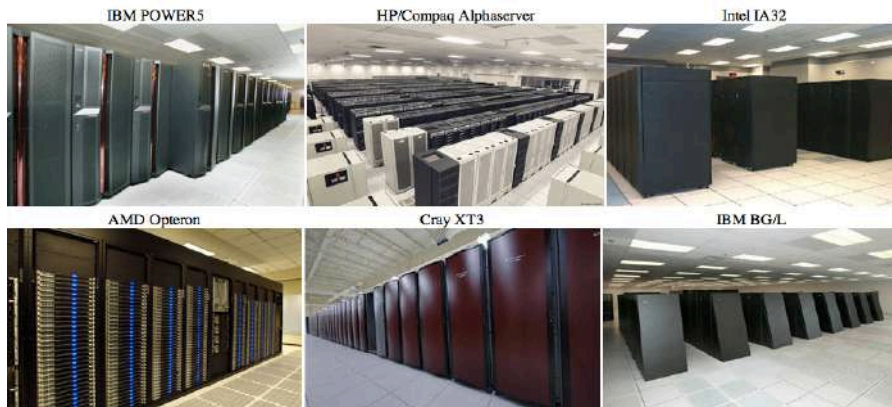 IBM POWER5
HP/Compaq Alphaserver
Intel IA32
AMD Opteron
Cray XT3
IBM BG/L